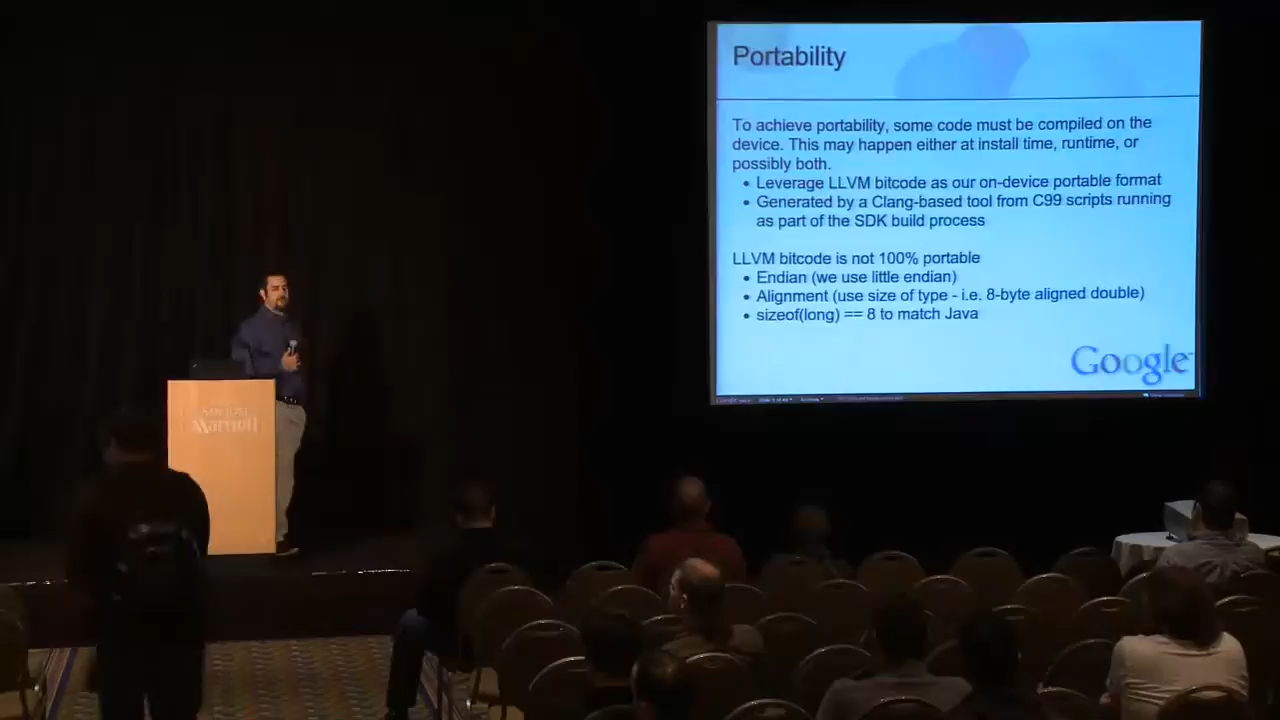 Portability
To achieve portability, some code must be compiled on the
device. This may happen either at install time, runtime, or
possibly both.
• Leverage LLVM bitcode as our on-device portable format
• Generated by a Clang-based tool from C99 scripts running
as part of the SDK build process
LLVM bitcode is not 100% portable
• Endian (we use little endian)
• Alignment (use size of type - i.e. 8-byte aligned double)
• sizeof(long) == 8 to match Java
Google
SAN JOSE
Marriott